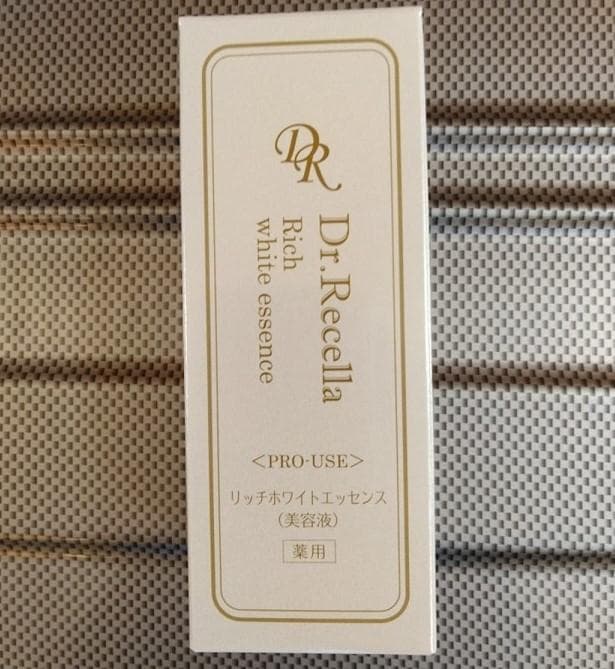 DR
Dr.Recella
Rich
white essence
<PRO-USE>
リッチホワイトエッセンス
(美容液)
薬用